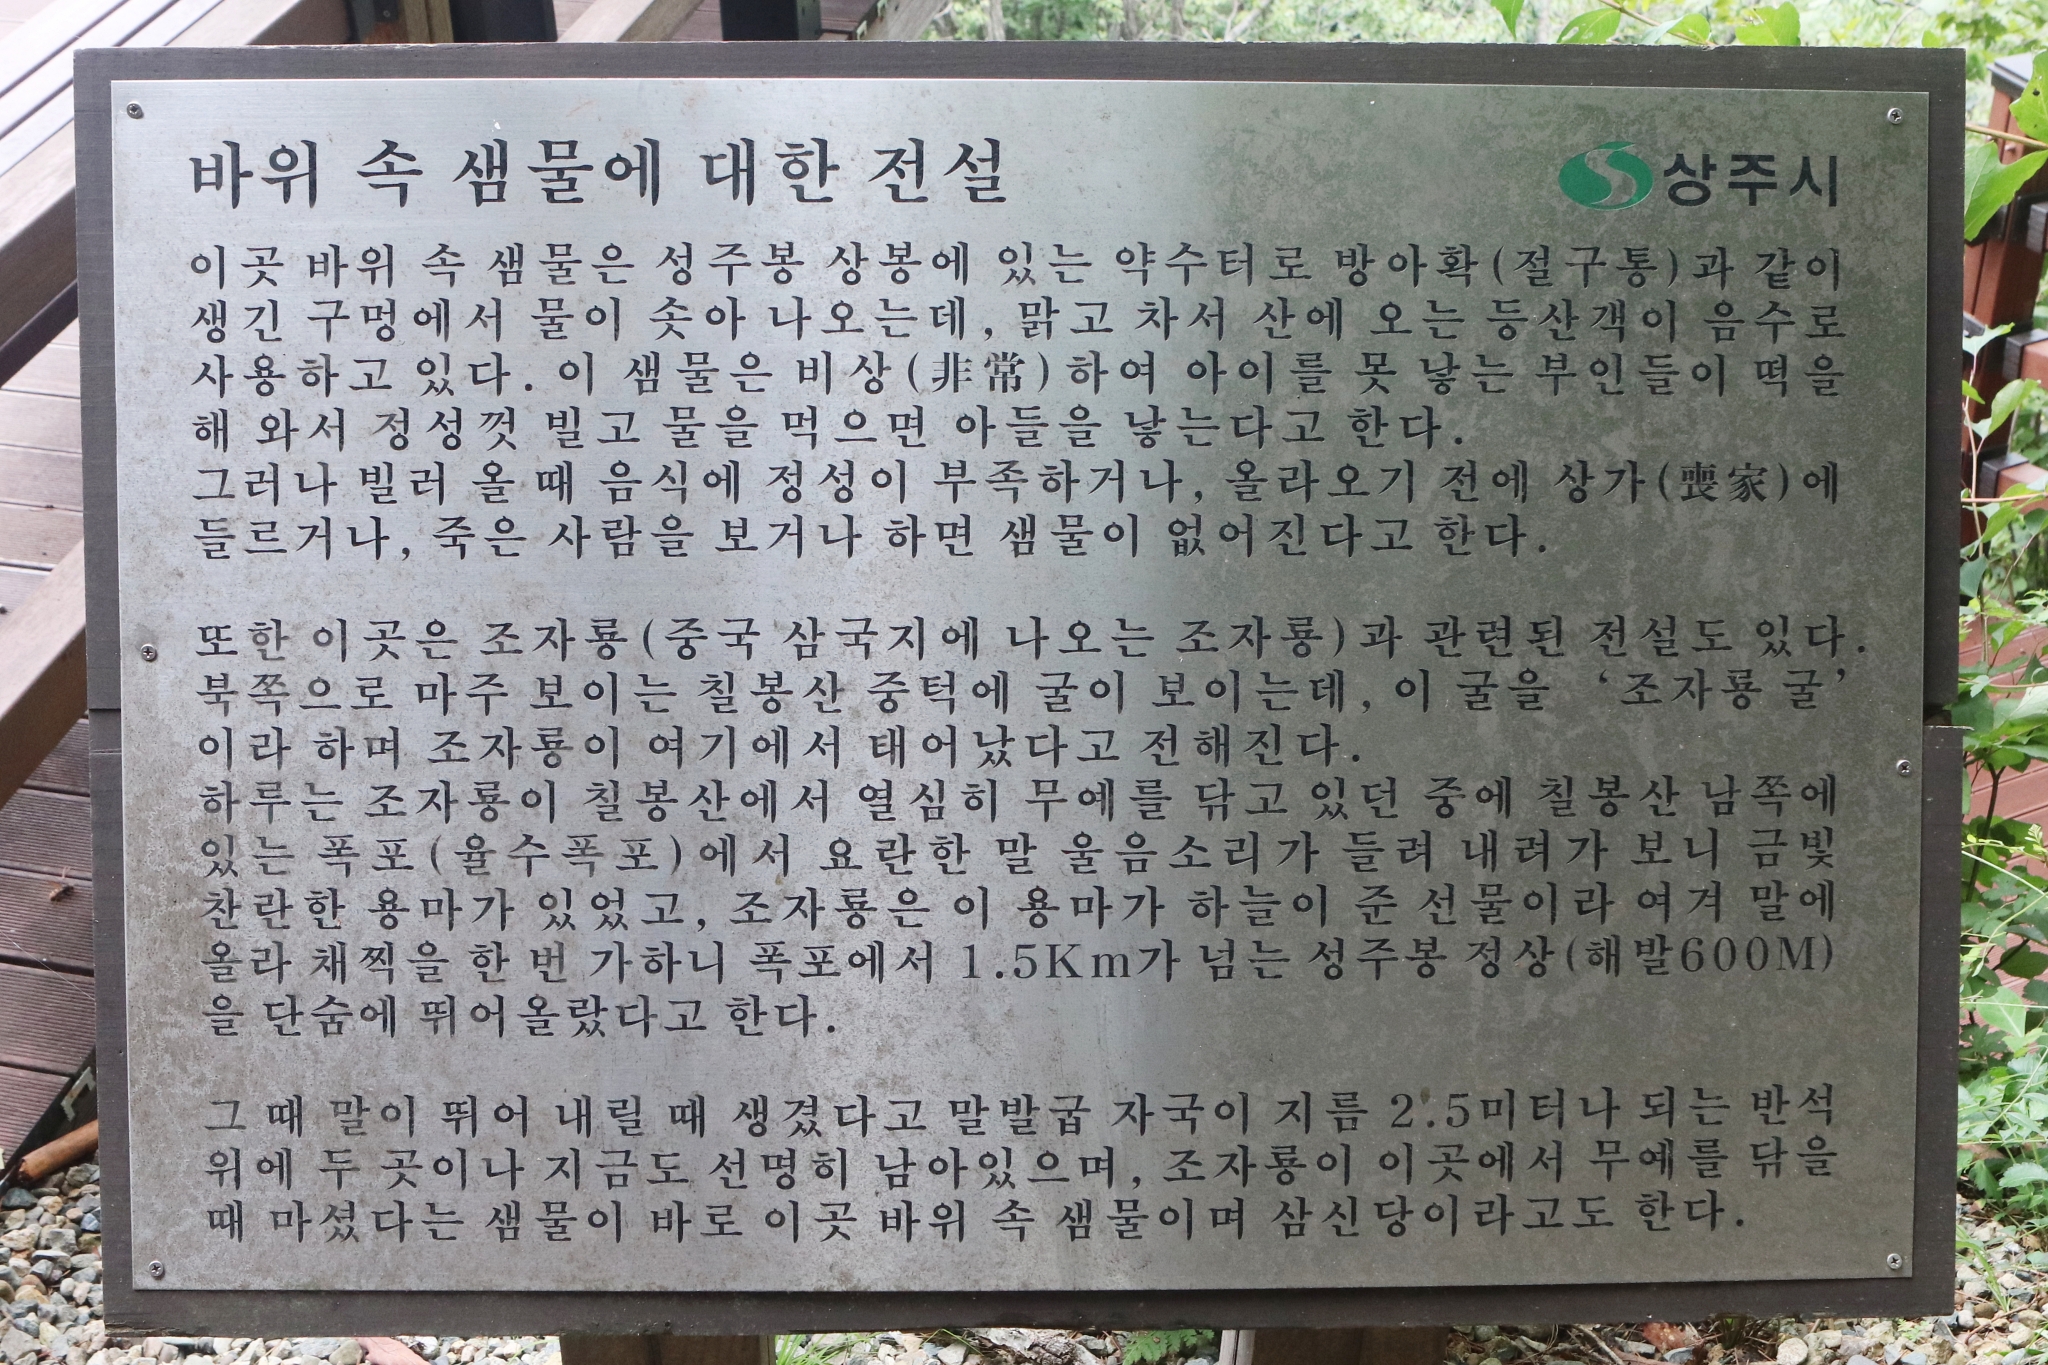 바위 속 샘물에 대한 전설
상주시
이곳 바위 속 샘물은 성주봉 상봉에 있는 약수터로 방아확(절구통)과 같이
생긴 구멍에서 물이 솟아 나오는데, 맑고 차서 산에 오는 등산객이 음수로
사용하고 있다. 이 샘물은 비상(非常)하여 아이를 못 낳는 부인들이 떡을
해 와서 정성껏 빌고 물을 먹으면 아들을 낳는다고 한다.
그러나 빌러 올 때 음식에 정성이 부족하거나, 올라오기 전에 상가(喪家)에
들르거나, 죽은 사람을 보거나 하면 샘물이 없어진다고 한다.
또한 이곳은 조자룡(중국 삼국지에 나오는 조자룡)과 관련된 전설도 있다.
북쪽으로 마주 보이는 칠봉산 중턱에 굴이 보이는데, 이 굴을 ‘조자룡 굴’
이라 하며 조자룡이 여기에서 태어났다고 전해진다.
하루는 조자룡이 칠봉산에서 열심히 무예를 닦고 있던 중에 칠봉산 남쪽에
있는 폭포(율수폭포)에서 요란한 말 울음소리가 들려 내려가 보니 금빛
찬란한 용마가 있었고, 조자룡은 이 용마가 하늘이 준 선물이라 여겨 말에
올라 채찍을 한 번 가하니 폭포에서 1.5Km가 넘는 성주봉 정상(해발600M)
을 단숨에 뛰어올랐다고 한다.
그 때 말이 뛰어 내릴 때 생겼다고 말발굽 자국이 지름 2.5미터나 되는 반석
위에 두 곳이나 지금도 선명히 남아있으며, 조자룡이 이곳에서 무예를 닦을
때 마셨다는 샘물이 바로 이곳 바위 속 샘물이며 삼신당이라고도 한다.